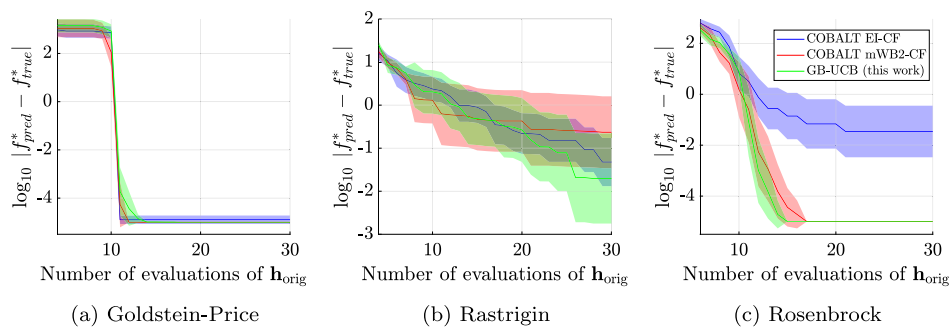 log₁₀ |f*pred − f*true|
2
0
-2
-4
10
20
30
Number of evaluations of h_orig
(a) Goldstein-Price
log₁₀ |f*pred − f*true|
2
1
0
-1
-2
-3
10
20
30
Number of evaluations of h_orig
(b) Rastrigin
log₁₀ |f*pred − f*true|
2
0
-2
-4
10
20
30
COBALT EI-CF
COBALT mWB2-CF
GB-UCB (this work)
Number of evaluations of h_orig
(c) Rosenbrock